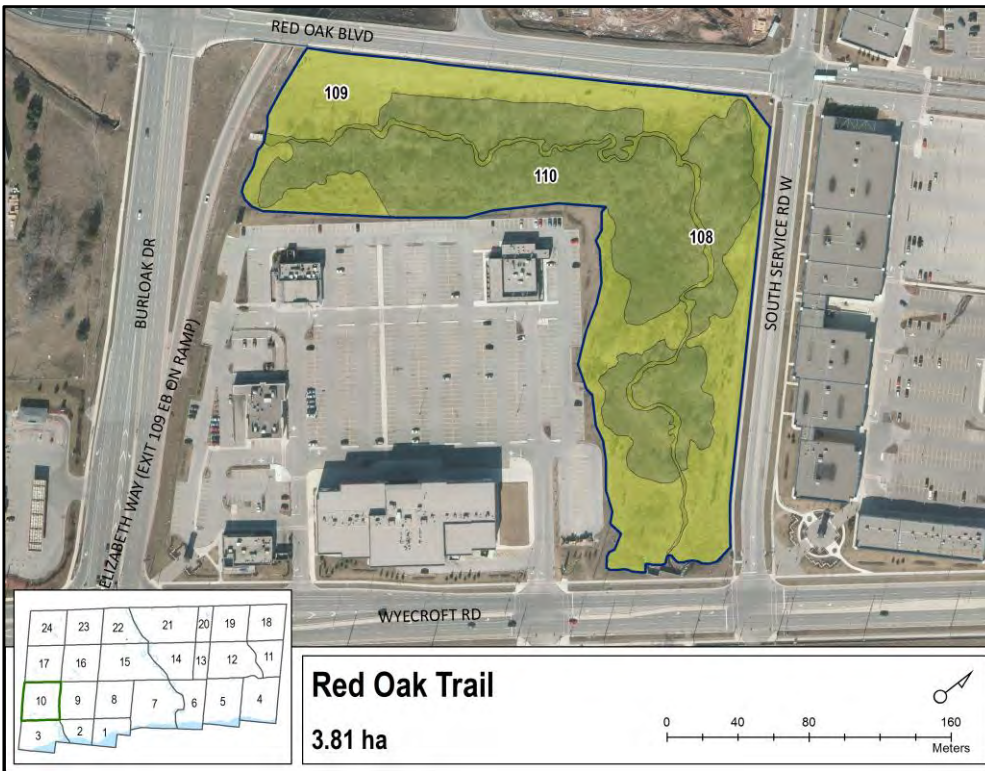 RED OAK BLVD
109
110
108
BURLOAK DR
ELIZABETH WAY (EXIT 109 EB ON RAMP)
SOUTH SERVICE RD W
WYECROFT RD
24 23 22 21 20 19 18
17 16 15 14 13 12 11
10 9 8 7 6 5 4
3 2 1
Red Oak Trail
3.81 ha
0 40 80 160
Meters